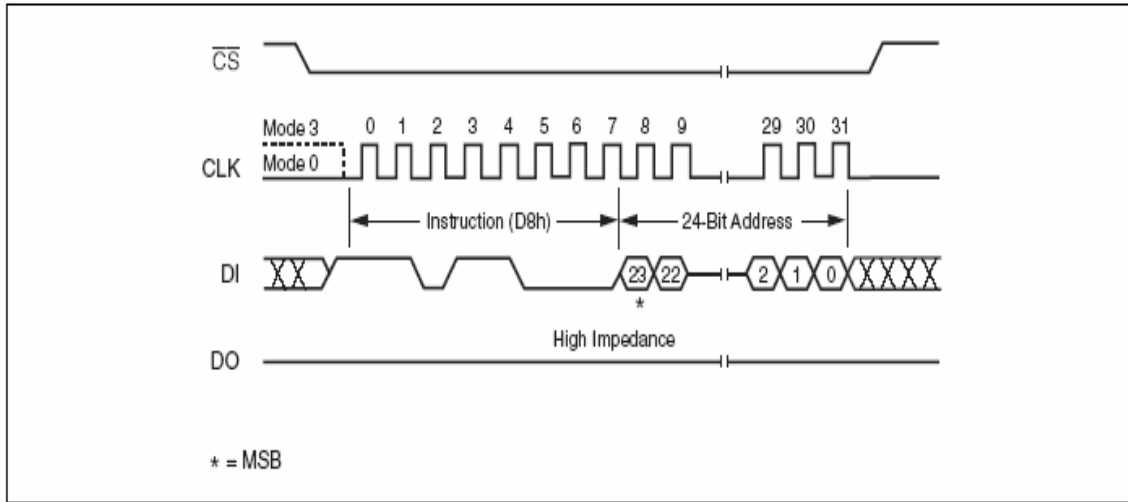 CS
Mode 3 0 1 2 3 4 5 6 7 8 9 29 30 31
CLK Mode 0
Instruction (D8h) 24-Bit Address
DI 23 22 2 1 0
*
High Impedance
DO
* = MSB